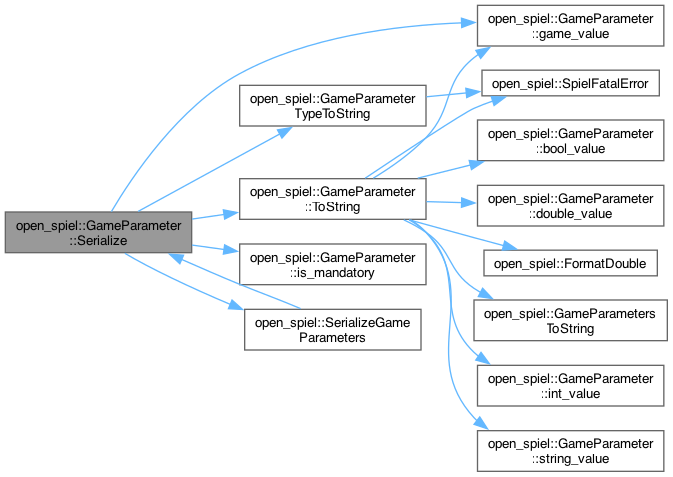 open_spiel::GameParameter
::Serialize
open_spiel::GameParameter
TypeToString
open_spiel::GameParameter
::ToString
open_spiel::GameParameter
::is_mandatory
open_spiel::SerializeGame
Parameters
open_spiel::GameParameter
::game_value
open_spiel::SpielFatalError
open_spiel::GameParameter
::bool_value
open_spiel::GameParameter
::double_value
open_spiel::FormatDouble
open_spiel::GameParameters
ToString
open_spiel::GameParameter
::int_value
open_spiel::GameParameter
::string_value